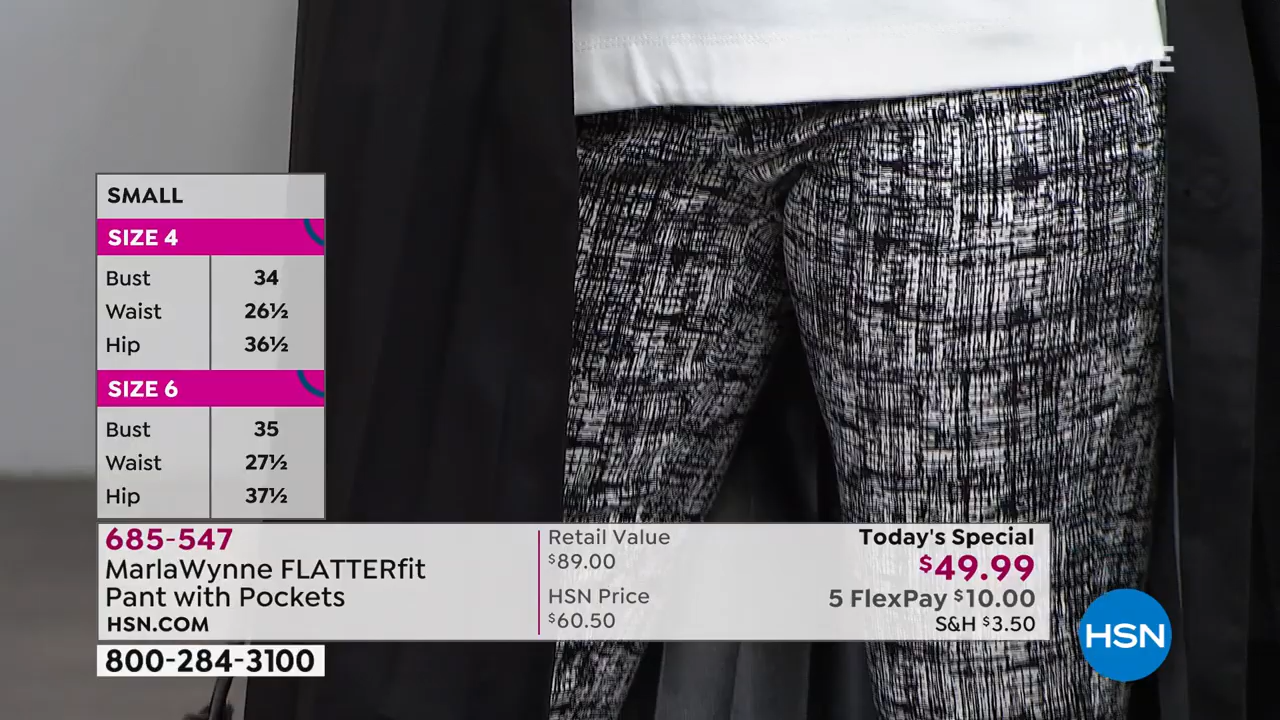 LIVE
SMALL
SIZE 4
Bust 34
Waist 26½
Hip 36½
SIZE 6
Bust 35
Waist 27½
Hip 37½
685-547
MarlaWynne FLATTERfit
Pant with Pockets
HSN.COM
Retail Value
$89.00
HSN Price
$60.50
Today's Special
$49.99
5 FlexPay $10.00
S&H $3.50
HSN
800-284-3100